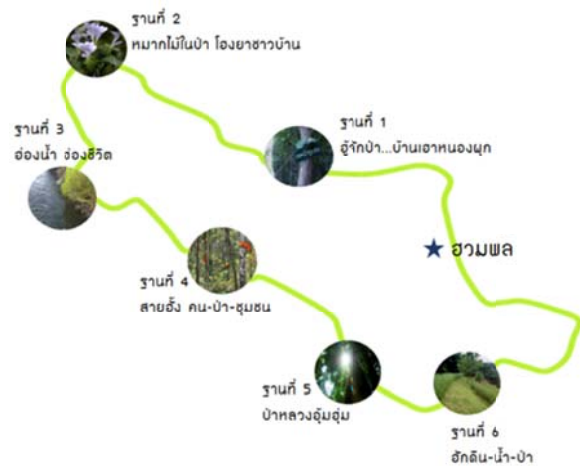 ฐานที่ 2
หมากไม้ในป่า โฮงยาชาวบ้าน
ฐานที่ 1
ฮู้จักป่า...บ้านเฮาหนองผุก
ฐานที่ 3
ฮ่องน้ำ ช่องชีวิต
ฮวมพล
ฐานที่ 4
สายฮั้ง คน-ป่า-ชุมชน
ฐานที่ 5
ป่าหลวงอุ้มฮุ่ม
ฐานที่ 6
ฮักดิน-น้ำ-ป่า